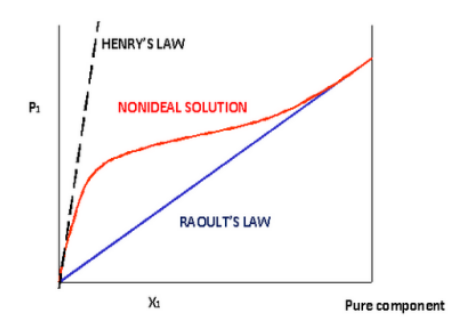 HENRY'S LAW
P₁
NONIDEAL SOLUTION
RAOULT'S LAW
X₁
Pure component